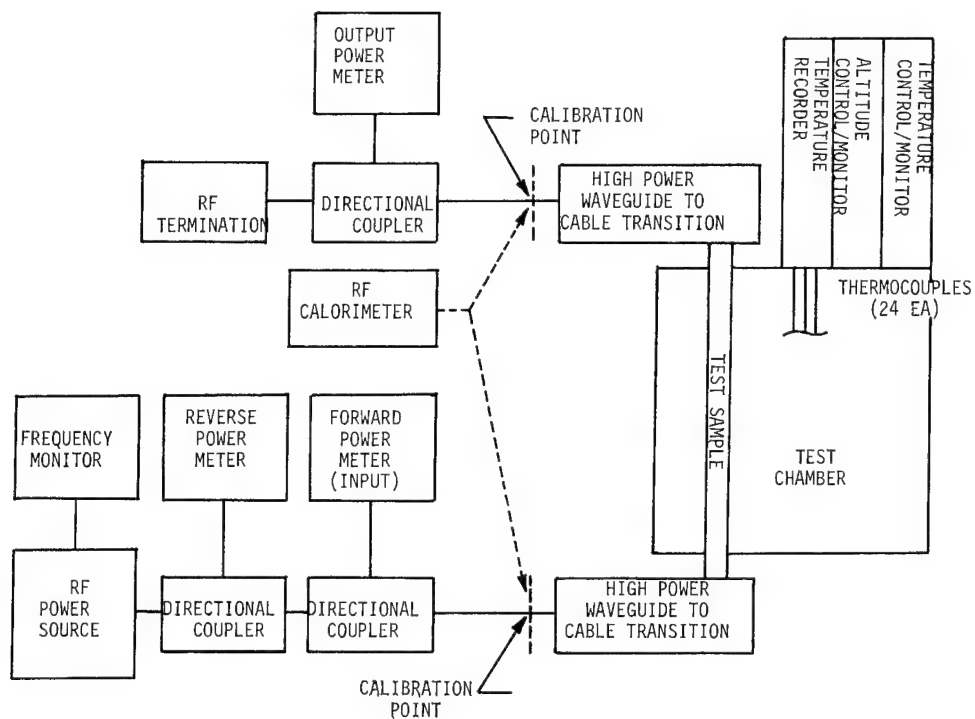 OUTPUT
POWER
METER
CALIBRATION
POINT
RF
TERMINATION
DIRECTIONAL
COUPLER
HIGH POWER
WAVEGUIDE TO
CABLE TRANSITION
TEMPERATURE
RECORDER
ALTITUDE
CONTROL/MONITOR
TEMPERATURE
CONTROL/MONITOR
THERMOCOUPLES
(24 EA)
RF
CALORIMETER
TEST SAMPLE
TEST
CHAMBER
FREQUENCY
MONITOR
REVERSE
POWER
METER
FORWARD
POWER
METER
(INPUT)
RF
POWER
SOURCE
DIRECTIONAL
COUPLER
DIRECTIONAL
COUPLER
HIGH POWER
WAVEGUIDE TO
CABLE TRANSITION
CALIBRATION
POINT